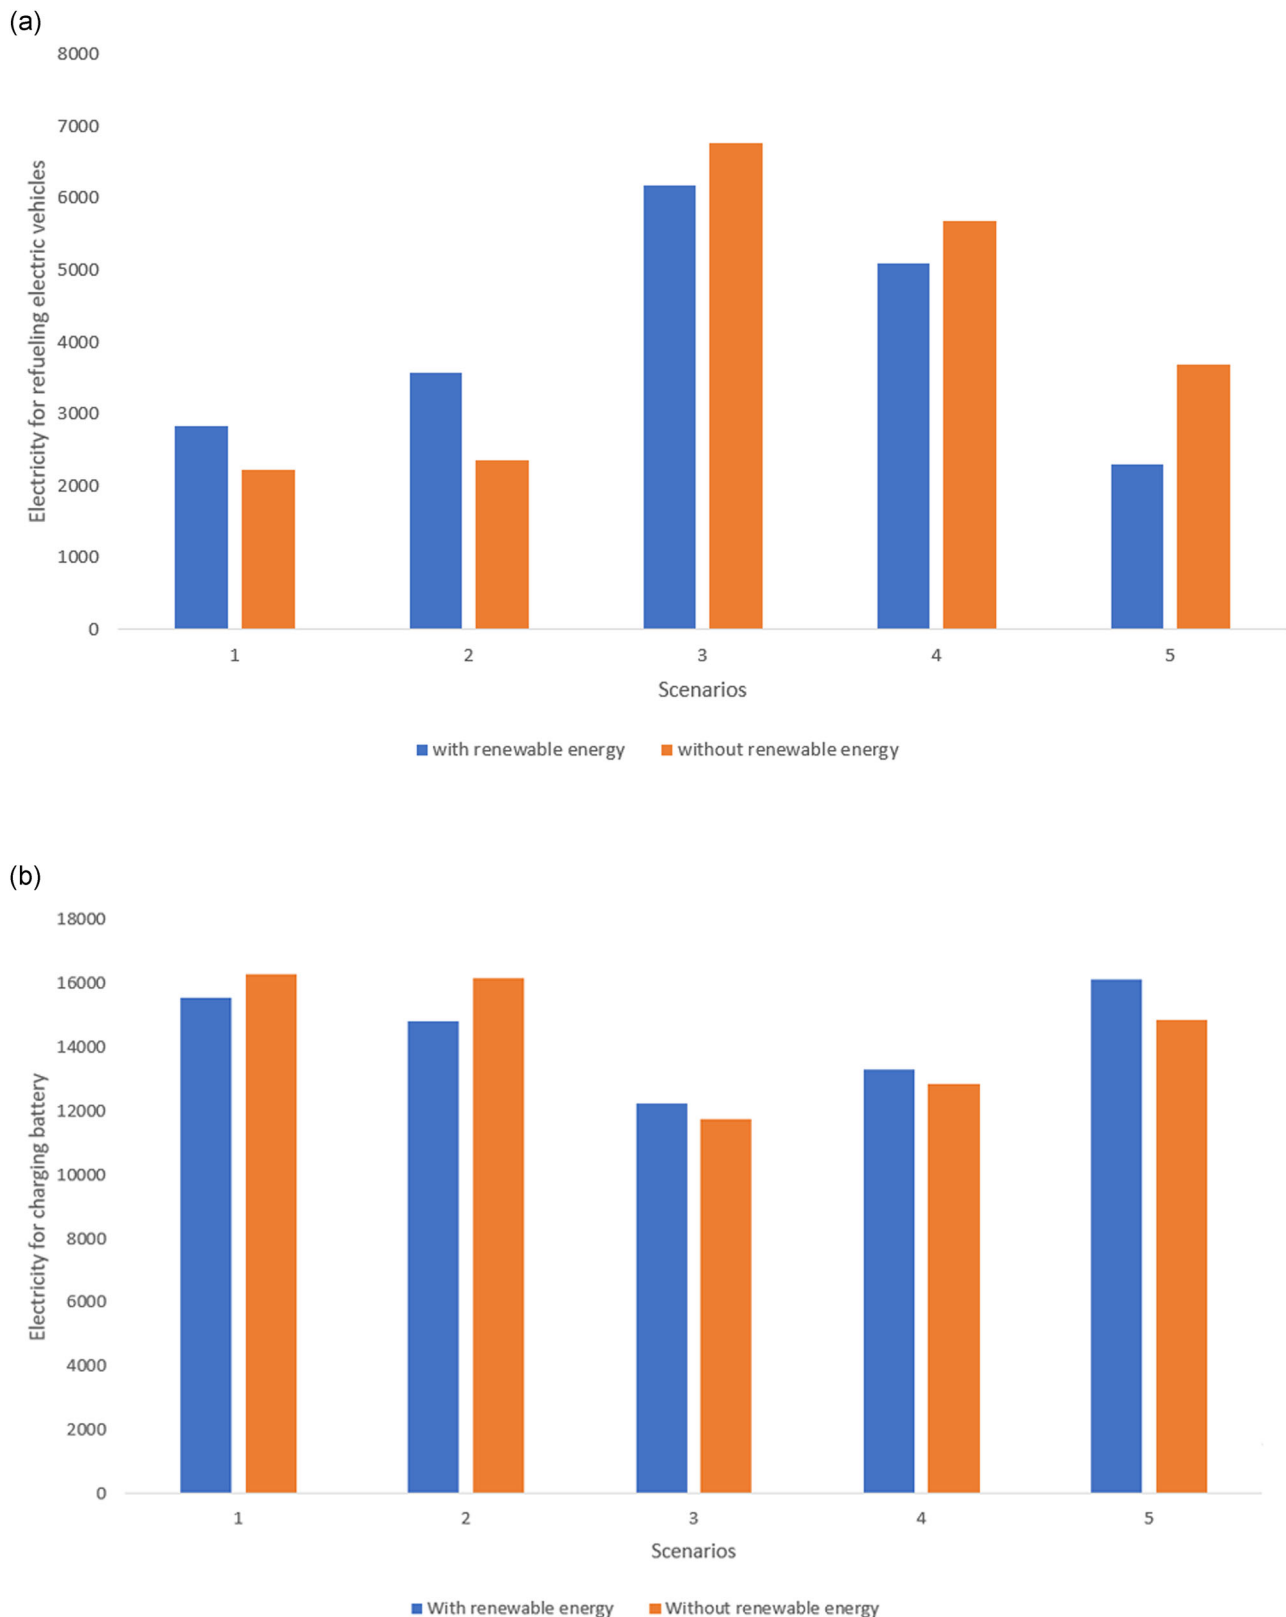 (a)
8000
7000
6000
5000
4000
3000
2000
1000
0
Electricity for refueling electric vehicles
1 2 3 4 5
Scenarios
with renewable energy without renewable energy
(b)
18000
16000
14000
12000
10000
8000
6000
4000
2000
0
Electricity for charging battery
1 2 3 4 5
Scenarios
With renewable energy Without renewable energy